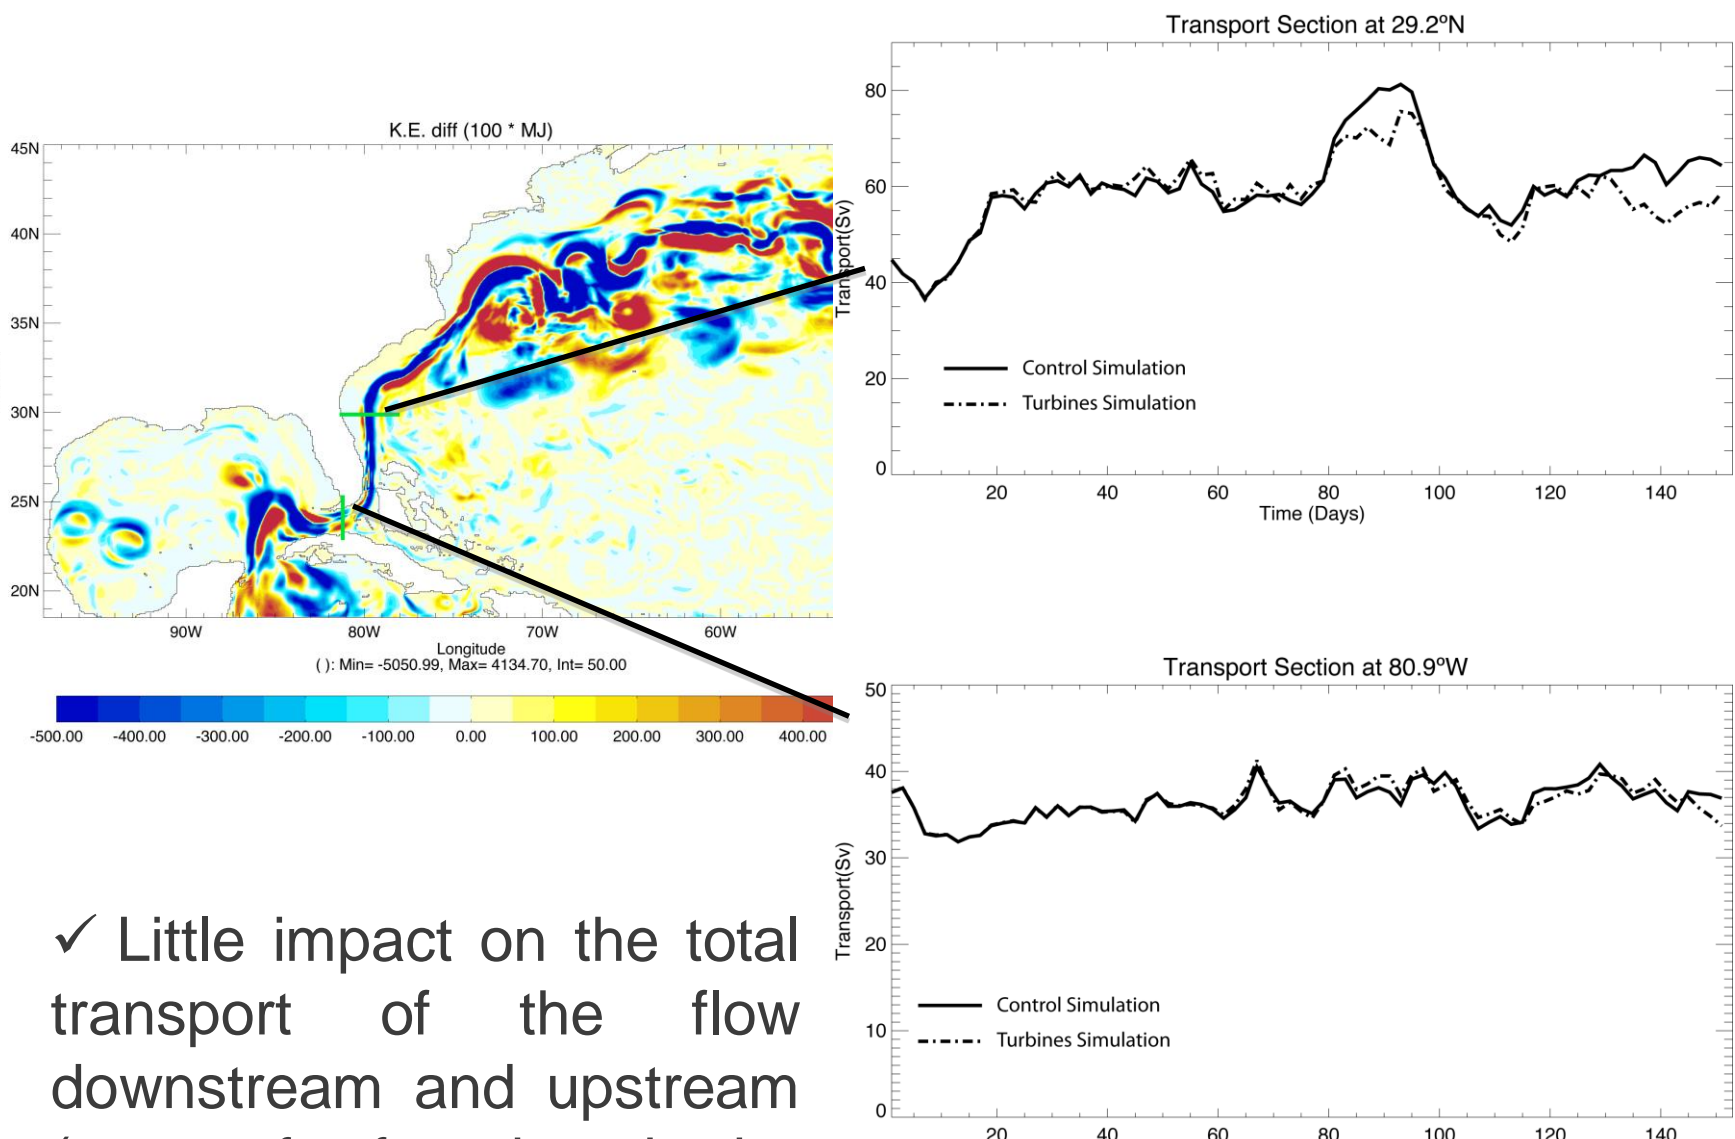 K.E. diff (100 * MJ)
45N
40N
35N
30N
25N
20N
90W 80W 70W 60W
Longitude
( ): Min= -5050.99, Max= 4134.70, Int= 50.00
-500.00 -400.00 -300.00 -200.00 -100.00 0.00 100.00 200.00 300.00 400.00
✓ Little impact on the total
transport of the flow
downstream and upstream
Transport Section at 29.2ºN
Transport(Sv)
80
60
40
20
0
Control Simulation
Turbines Simulation
20 40 60 80 100 120 140
Time (Days)
Transport Section at 80.9ºW
Transport(Sv)
50
40
30
20
10
0
Control Simulation
Turbines Simulation
20 40 60 80 100 120 140